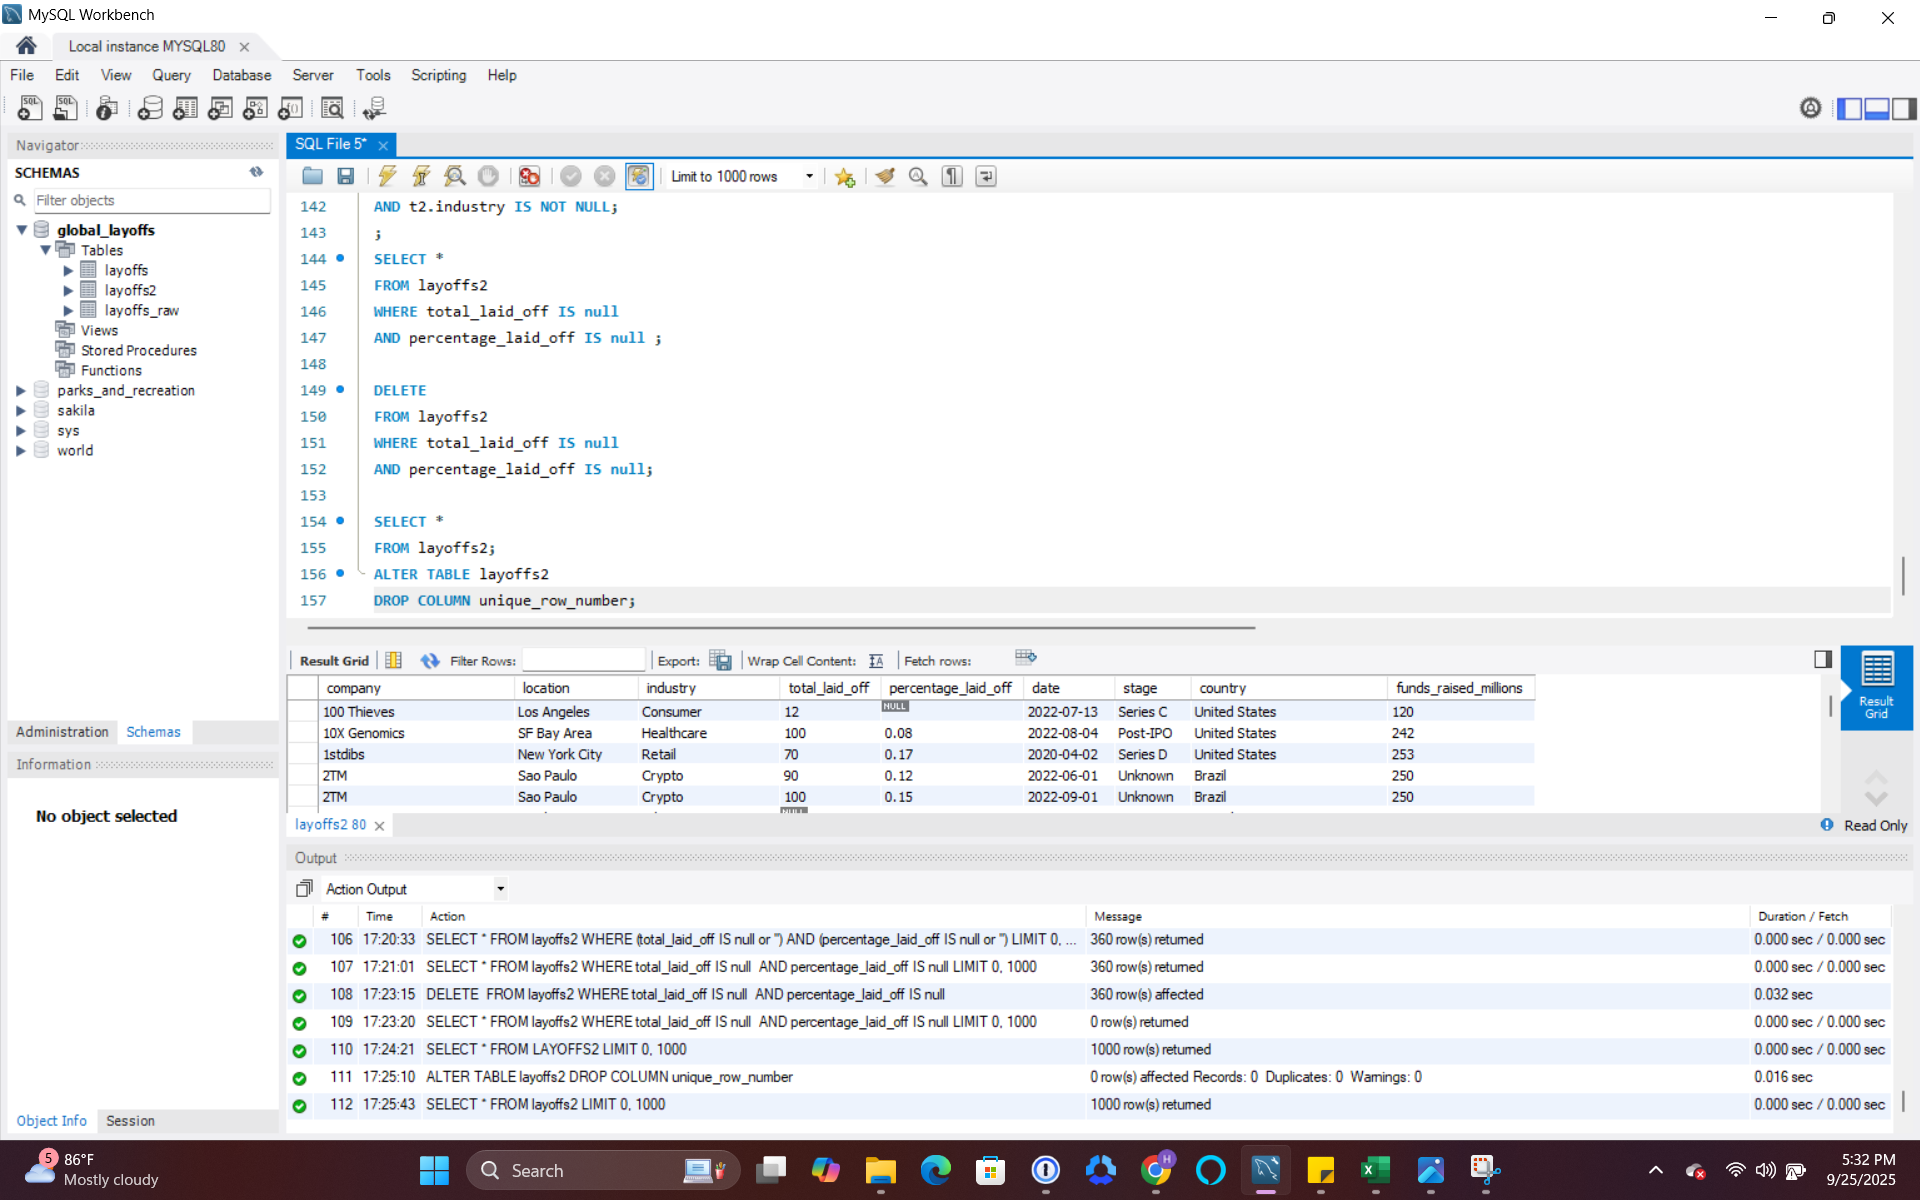 MySQL Workbench
Local instance MYSQL80
File Edit View Query Database Server Tools Scripting Help
Navigator
SCHEMAS
Filter objects
global_layoffs
Tables
layoffs
layoffs2
layoffs_raw
Views
Stored Procedures
Functions
parks_and_recreation
sakila
sys
world
Administration Schemas
Information
No object selected
Object Info Session
SQL File 5*
Limit to 1000 rows
142 AND t2.industry IS NOT NULL;
143 ;
144 SELECT *
145 FROM layoffs2
146 WHERE total_laid_off IS null
147 AND percentage_laid_off IS null ;
148
149 DELETE
150 FROM layoffs2
151 WHERE total_laid_off IS null
152 AND percentage_laid_off IS null;
153
154 SELECT *
155 FROM layoffs2;
156 ALTER TABLE layoffs2
157 DROP COLUMN unique_row_number;
Result Grid Filter Rows: Export: Wrap Cell Content: Fetch rows:
company location industry total_laid_off percentage_laid_off date stage country funds_raised_millions
100 Thieves Los Angeles Consumer 12 NULL 2022-07-13 Series C United States 120
10X Genomics SF Bay Area Healthcare 100 0.08 2022-08-04 Post-IPO United States 242
1stdibs New York City Retail 70 0.17 2020-04-02 Series D United States 253
2TM Sao Paulo Crypto 90 0.12 2022-06-01 Unknown Brazil 250
2TM Sao Paulo Crypto 100 0.15 2022-09-01 Unknown Brazil 250
Result
Grid
layoffs2 80
Read Only
Output
Action Output
# Time Action Message Duration / Fetch
106 17:20:33 SELECT * FROM layoffs2 WHERE (total_laid_off IS null or '') AND (percentage_laid_off IS null or '') LIMIT 0, ... 360 row(s) returned 0.000 sec / 0.000 sec
107 17:21:01 SELECT * FROM layoffs2 WHERE total_laid_off IS null AND percentage_laid_off IS null LIMIT 0, 1000 360 row(s) returned 0.000 sec / 0.000 sec
108 17:23:15 DELETE FROM layoffs2 WHERE total_laid_off IS null AND percentage_laid_off IS null 360 row(s) affected 0.032 sec
109 17:23:20 SELECT * FROM layoffs2 WHERE total_laid_off IS null AND percentage_laid_off IS null LIMIT 0, 1000 0 row(s) returned 0.000 sec / 0.000 sec
110 17:24:21 SELECT * FROM LAYOFFS2 LIMIT 0, 1000 1000 row(s) returned 0.000 sec / 0.000 sec
111 17:25:10 ALTER TABLE layoffs2 DROP COLUMN unique_row_number 0 row(s) affected Records: 0 Duplicates: 0 Warnings: 0 0.016 sec
112 17:25:43 SELECT * FROM layoffs2 LIMIT 0, 1000 1000 row(s) returned 0.000 sec / 0.000 sec
5
86°F
Mostly cloudy
Search
H
5:32 PM
9/25/2025